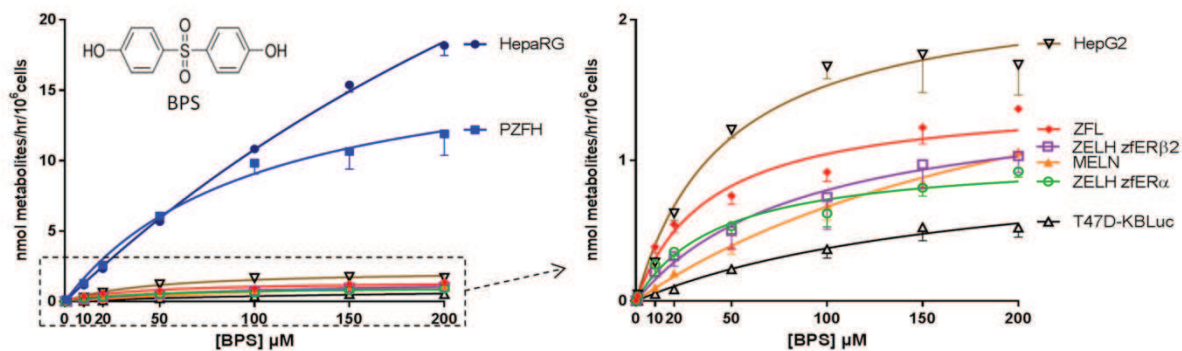 nmol metabolites/hr/10⁶cells
20
15
10
5
0
HO
O
S
O
OH
BPS
HepaRG
PZFH
0 10 20 50 100 150 200
[BPS] µM
nmol metabolites/hr/10⁶cells
2
1
0
HepG2
ZFL
ZELH zfERβ2
MELN
ZELH zfERα
T47D-KBLuc
0 10 20 50 100 150 200
[BPS] µM